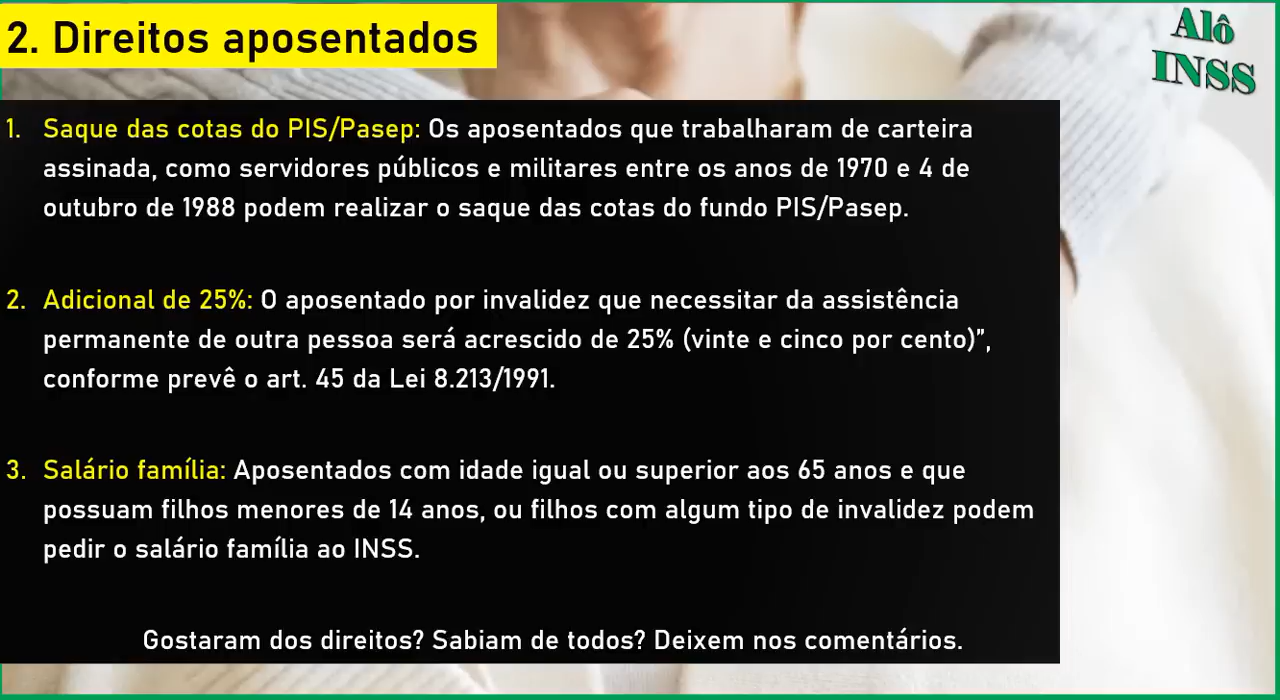 2. Direitos aposentados
Alô
INSS
1. Saque das cotas do PIS/Pasep: Os aposentados que trabalharam de carteira
assinada, como servidores públicos e militares entre os anos de 1970 e 4 de
outubro de 1988 podem realizar o saque das cotas do fundo PIS/Pasep.
2. Adicional de 25%: O aposentado por invalidez que necessitar da assistência
permanente de outra pessoa será acrescido de 25% (vinte e cinco por cento)”,
conforme prevê o art. 45 da Lei 8.213/1991.
3. Salário família: Aposentados com idade igual ou superior aos 65 anos e que
possuam filhos menores de 14 anos, ou filhos com algum tipo de invalidez podem
pedir o salário família ao INSS.
Gostaram dos direitos? Sabiam de todos? Deixem nos comentários.